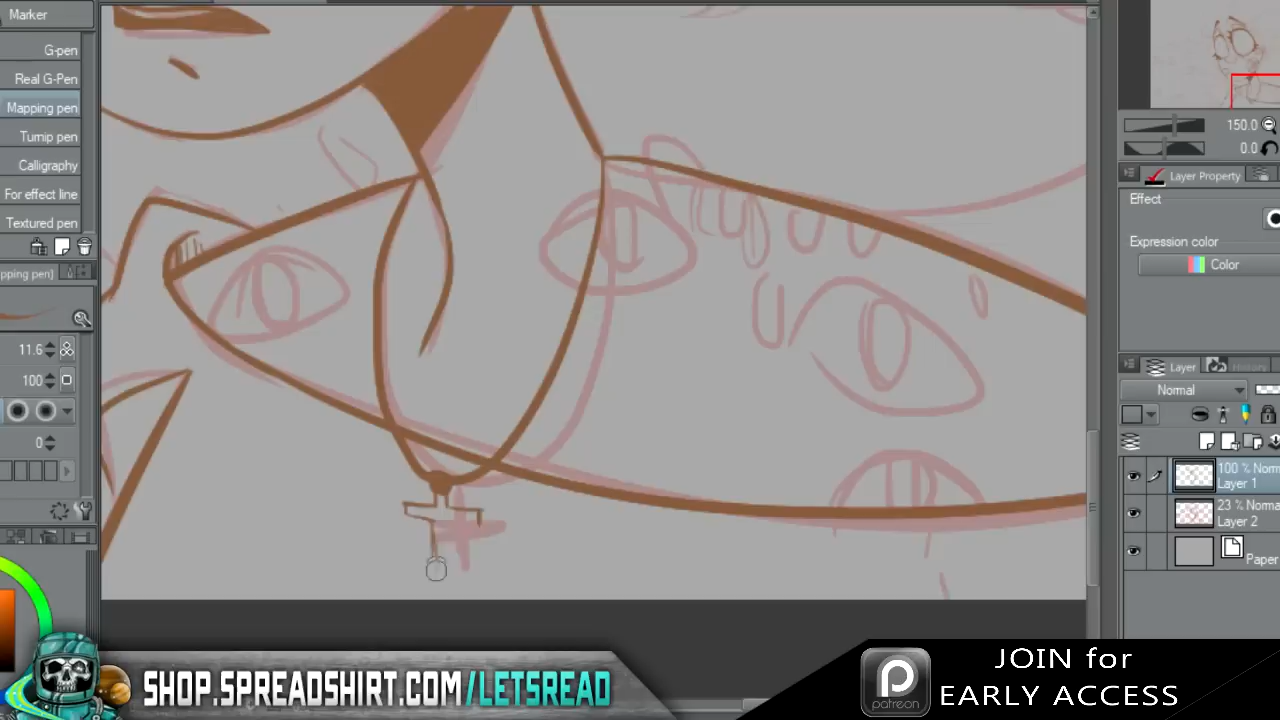 Marker
G-pen
Real G-Pen
Mapping pen
Turnip pen
Calligraphy
For effect line
Textured pen
apping pen]
11.6
100
0
150.0
0.0
Layer Property
Effect
Expression color
Color
Layer
History
Normal
100 % Norm
Layer 1
23 % Norma
Layer 2
Paper
SHOP.SPREADSHIRT.COM/LETSREAD
patreon
JOIN for
EARLY ACCESS